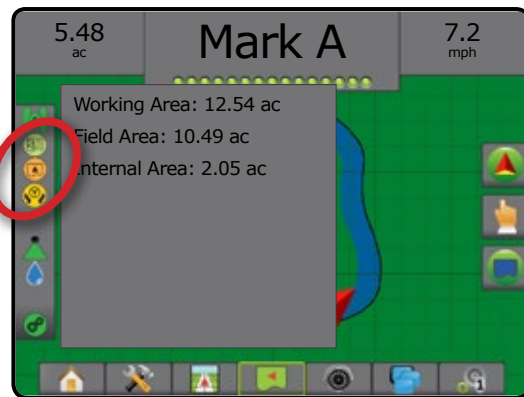 5.48
ac
Mark A
7.2
mph
Working Area: 12.54 ac
Field Area: 10.49 ac
Internal Area: 2.05 ac
1